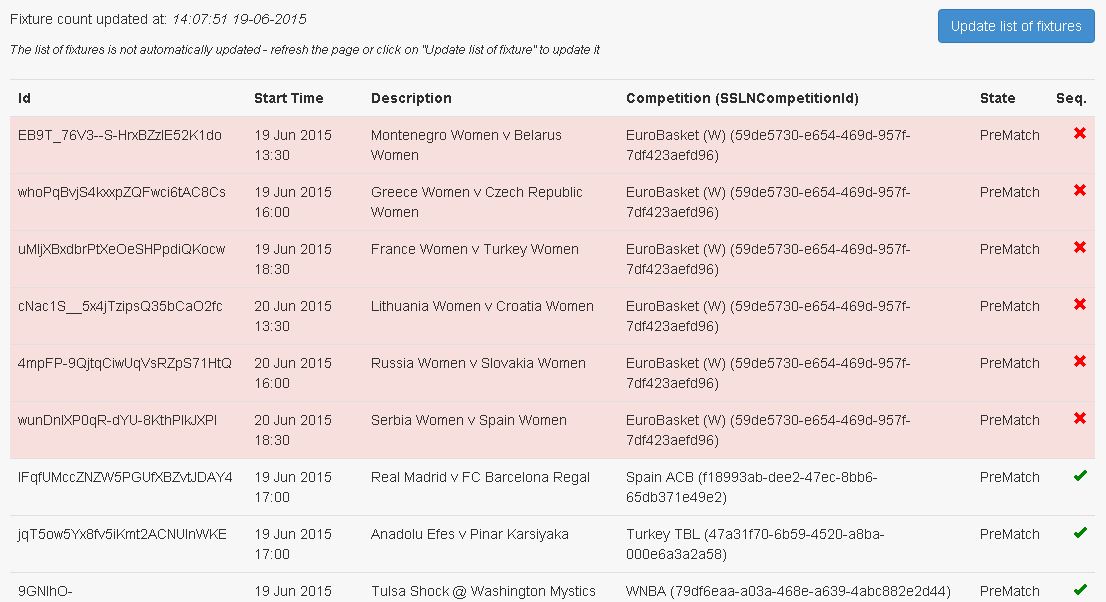 Fixture count updated at: 14:07:51 19-06-2015
Update list of fixtures
The list of fixtures is not automatically updated - refresh the page or click on "Update list of fixture" to update it
Id Start Time Description Competition (SSLNCompetitionId) State Seq.
EB9T_76V3--S-HrxBZzlE52K1do 19 Jun 2015 Montenegro Women v Belarus EuroBasket (W) (59de5730-e654-469d-957f- PreMatch
13:30 Women 7df423aefd96)
whoPqBvjS4kxxpZQFwci6tAC8Cs 19 Jun 2015 Greece Women v Czech Republic EuroBasket (W) (59de5730-e654-469d-957f- PreMatch
16:00 Women 7df423aefd96)
uMljXBxdbrPtXeOeSHPpdiQKocw 19 Jun 2015 France Women v Turkey Women EuroBasket (W) (59de5730-e654-469d-957f- PreMatch
18:30 7df423aefd96)
cNac1S__5x4jTzipsQ35bCaO2fc 20 Jun 2015 Lithuania Women v Croatia Women EuroBasket (W) (59de5730-e654-469d-957f- PreMatch
13:30 7df423aefd96)
4mpFP-9QjtqCiwUqVsRZpS71HtQ 20 Jun 2015 Russia Women v Slovakia Women EuroBasket (W) (59de5730-e654-469d-957f- PreMatch
16:00 7df423aefd96)
wunDnlXP0qR-dYU-8KthPlkJXPI 20 Jun 2015 Serbia Women v Spain Women EuroBasket (W) (59de5730-e654-469d-957f- PreMatch
18:30 7df423aefd96)
IFqfUMccZNZW5PGUfXBZvtJDAY4 19 Jun 2015 Real Madrid v FC Barcelona Regal Spain ACB (f18993ab-dee2-47ec-8bb6- PreMatch
17:00 65db371e49e2)
jqT5ow5Yx8fv5iKmt2ACNUInWKE 19 Jun 2015 Anadolu Efes v Pinar Karsiyaka Turkey TBL (47a31f70-6b59-4520-a8ba- PreMatch
17:00 000e6a3a2a58)
9GNlhO- 19 Jun 2015 Tulsa Shock @ Washington Mystics WNBA (79df6eaa-a03a-468e-a639-4abc882e2d44) PreMatch